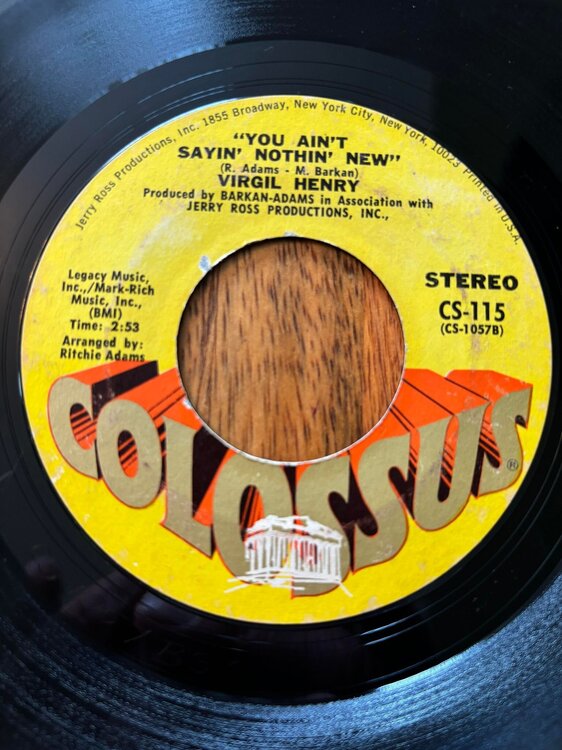 Jerry Ross Productions, Inc. 1855 Broadway, New York City, New York, 10023 Printed in U.S.A.
"YOU AIN'T
SAYIN' NOTHIN' NEW"
(R. Adams - M. Barkan)
VIRGIL HENRY
Produced by BARKAN-ADAMS in Association with
JERRY ROSS PRODUCTIONS, INC.,
Legacy Music,
Inc.,/Mark-Rich
Music, Inc.,
(BMI)
Time: 2:53
Arranged by:
Ritchie Adams
STEREO
CS-115
(CS-1057B)
COLOSSUS®